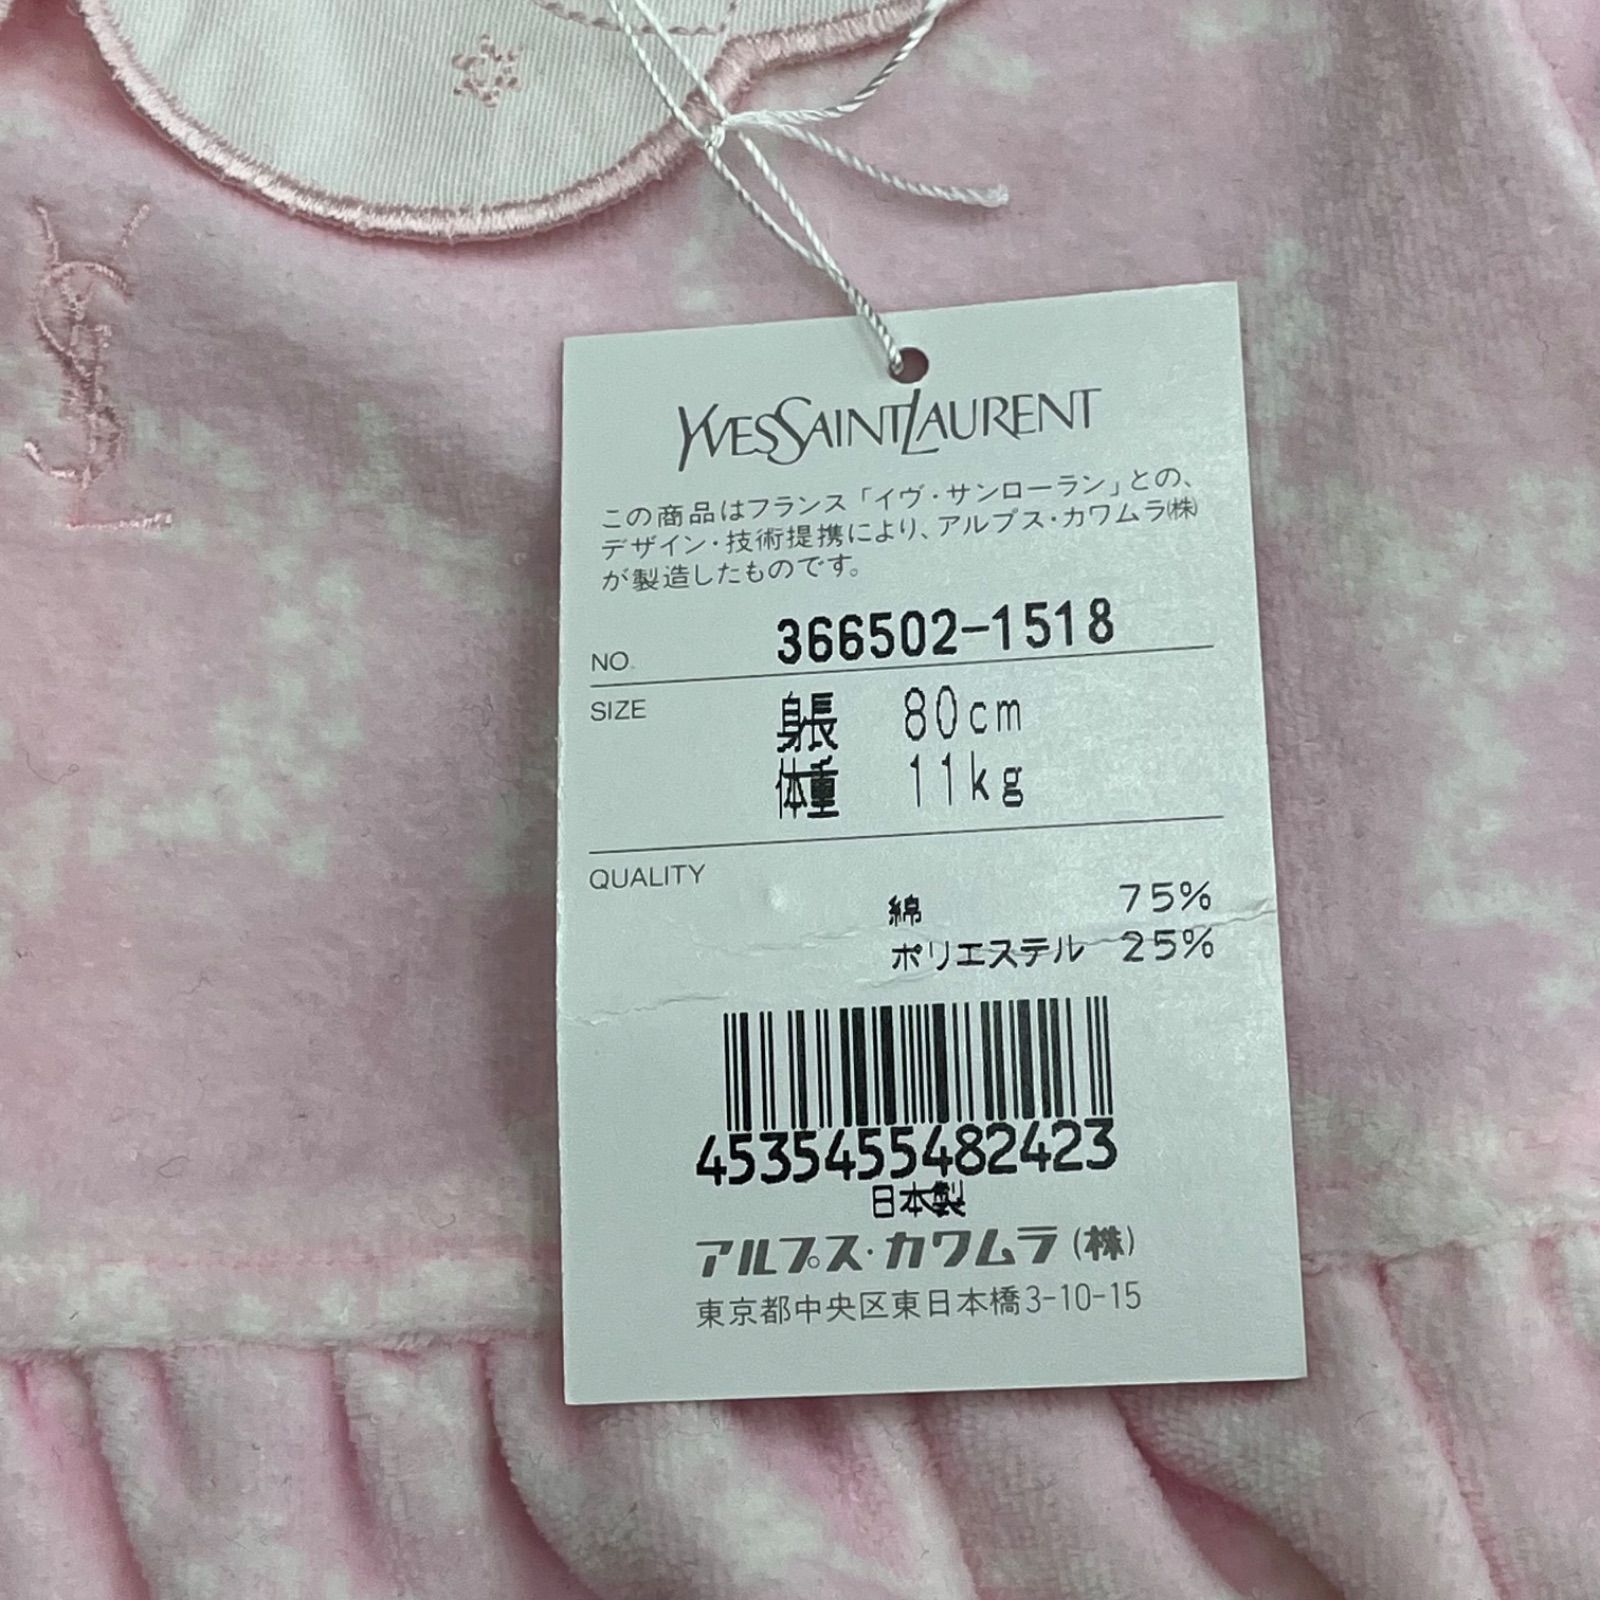 YSL
YVESSAINTLAURENT
この商品はフランス「イヴ・サンローラン」との、
デザイン・技術提携により、アルプス・カワムラ(株)
が製造したものです。
NO. 366502-1518
SIZE 身長 80cm
体重 11kg
QUALITY
綿 75%
ポリエステル 25%
4535455482423
日本製
アルプス・カワムラ(株)
東京都中央区東日本橋3-10-15